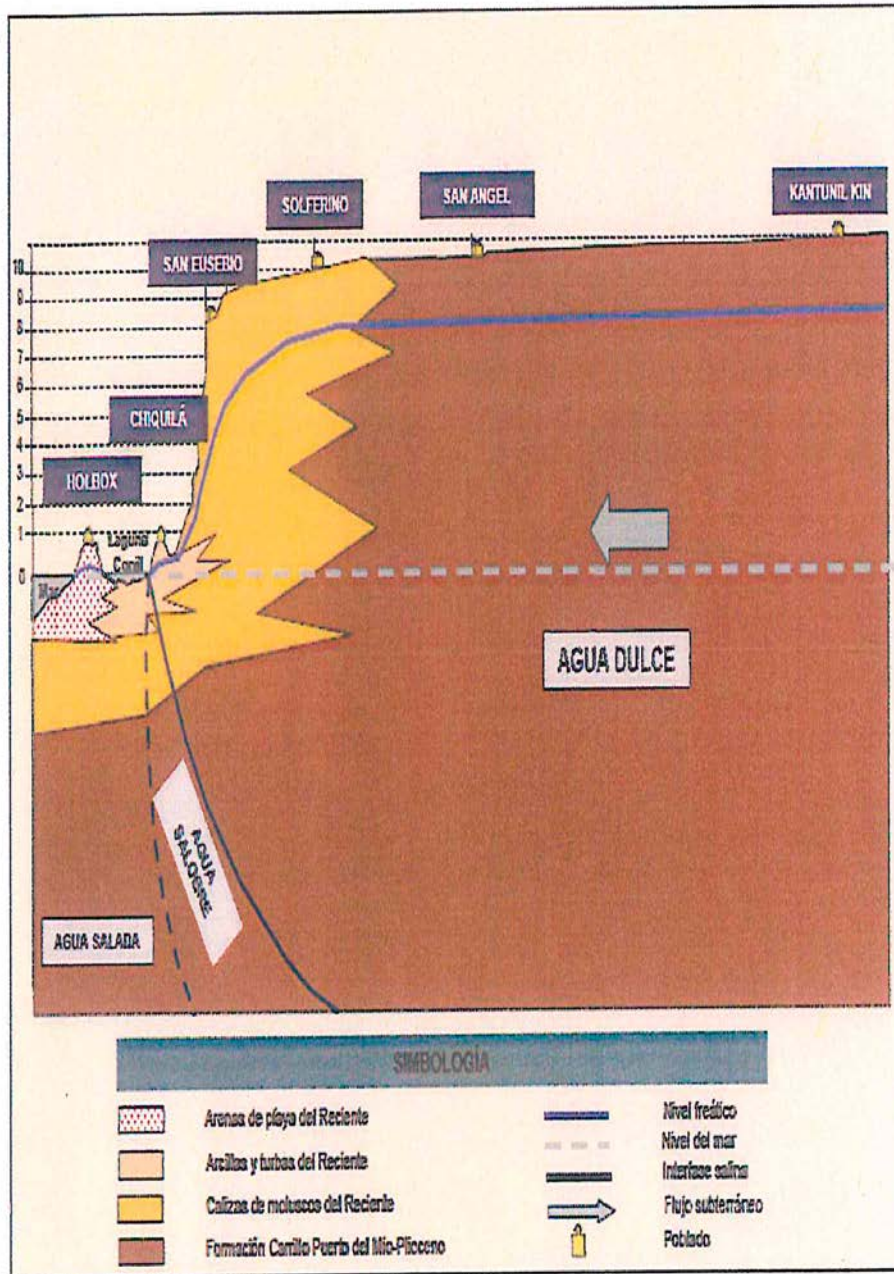 SOLFERINO
SAN ANGEL
KANTUNIL KIN
SAN EUSEBIO
10
9
8
7
6
5
4
3
2
1
0
CHIQUILÁ
HOLBOX
Laguna
Conil
Mar
AGUA DULCE
AGUA
SALOBRE
AGUA SALADA
SIMBOLOGÍA
Arenas de playa del Reciente
Arcillas y turbas del Reciente
Calizas de moluscos del Reciente
Formación Carrillo Puerto del Mio-Plioceno
Nivel freático
Nivel del mar
Interfase salina
Flujo subterráneo
Poblado